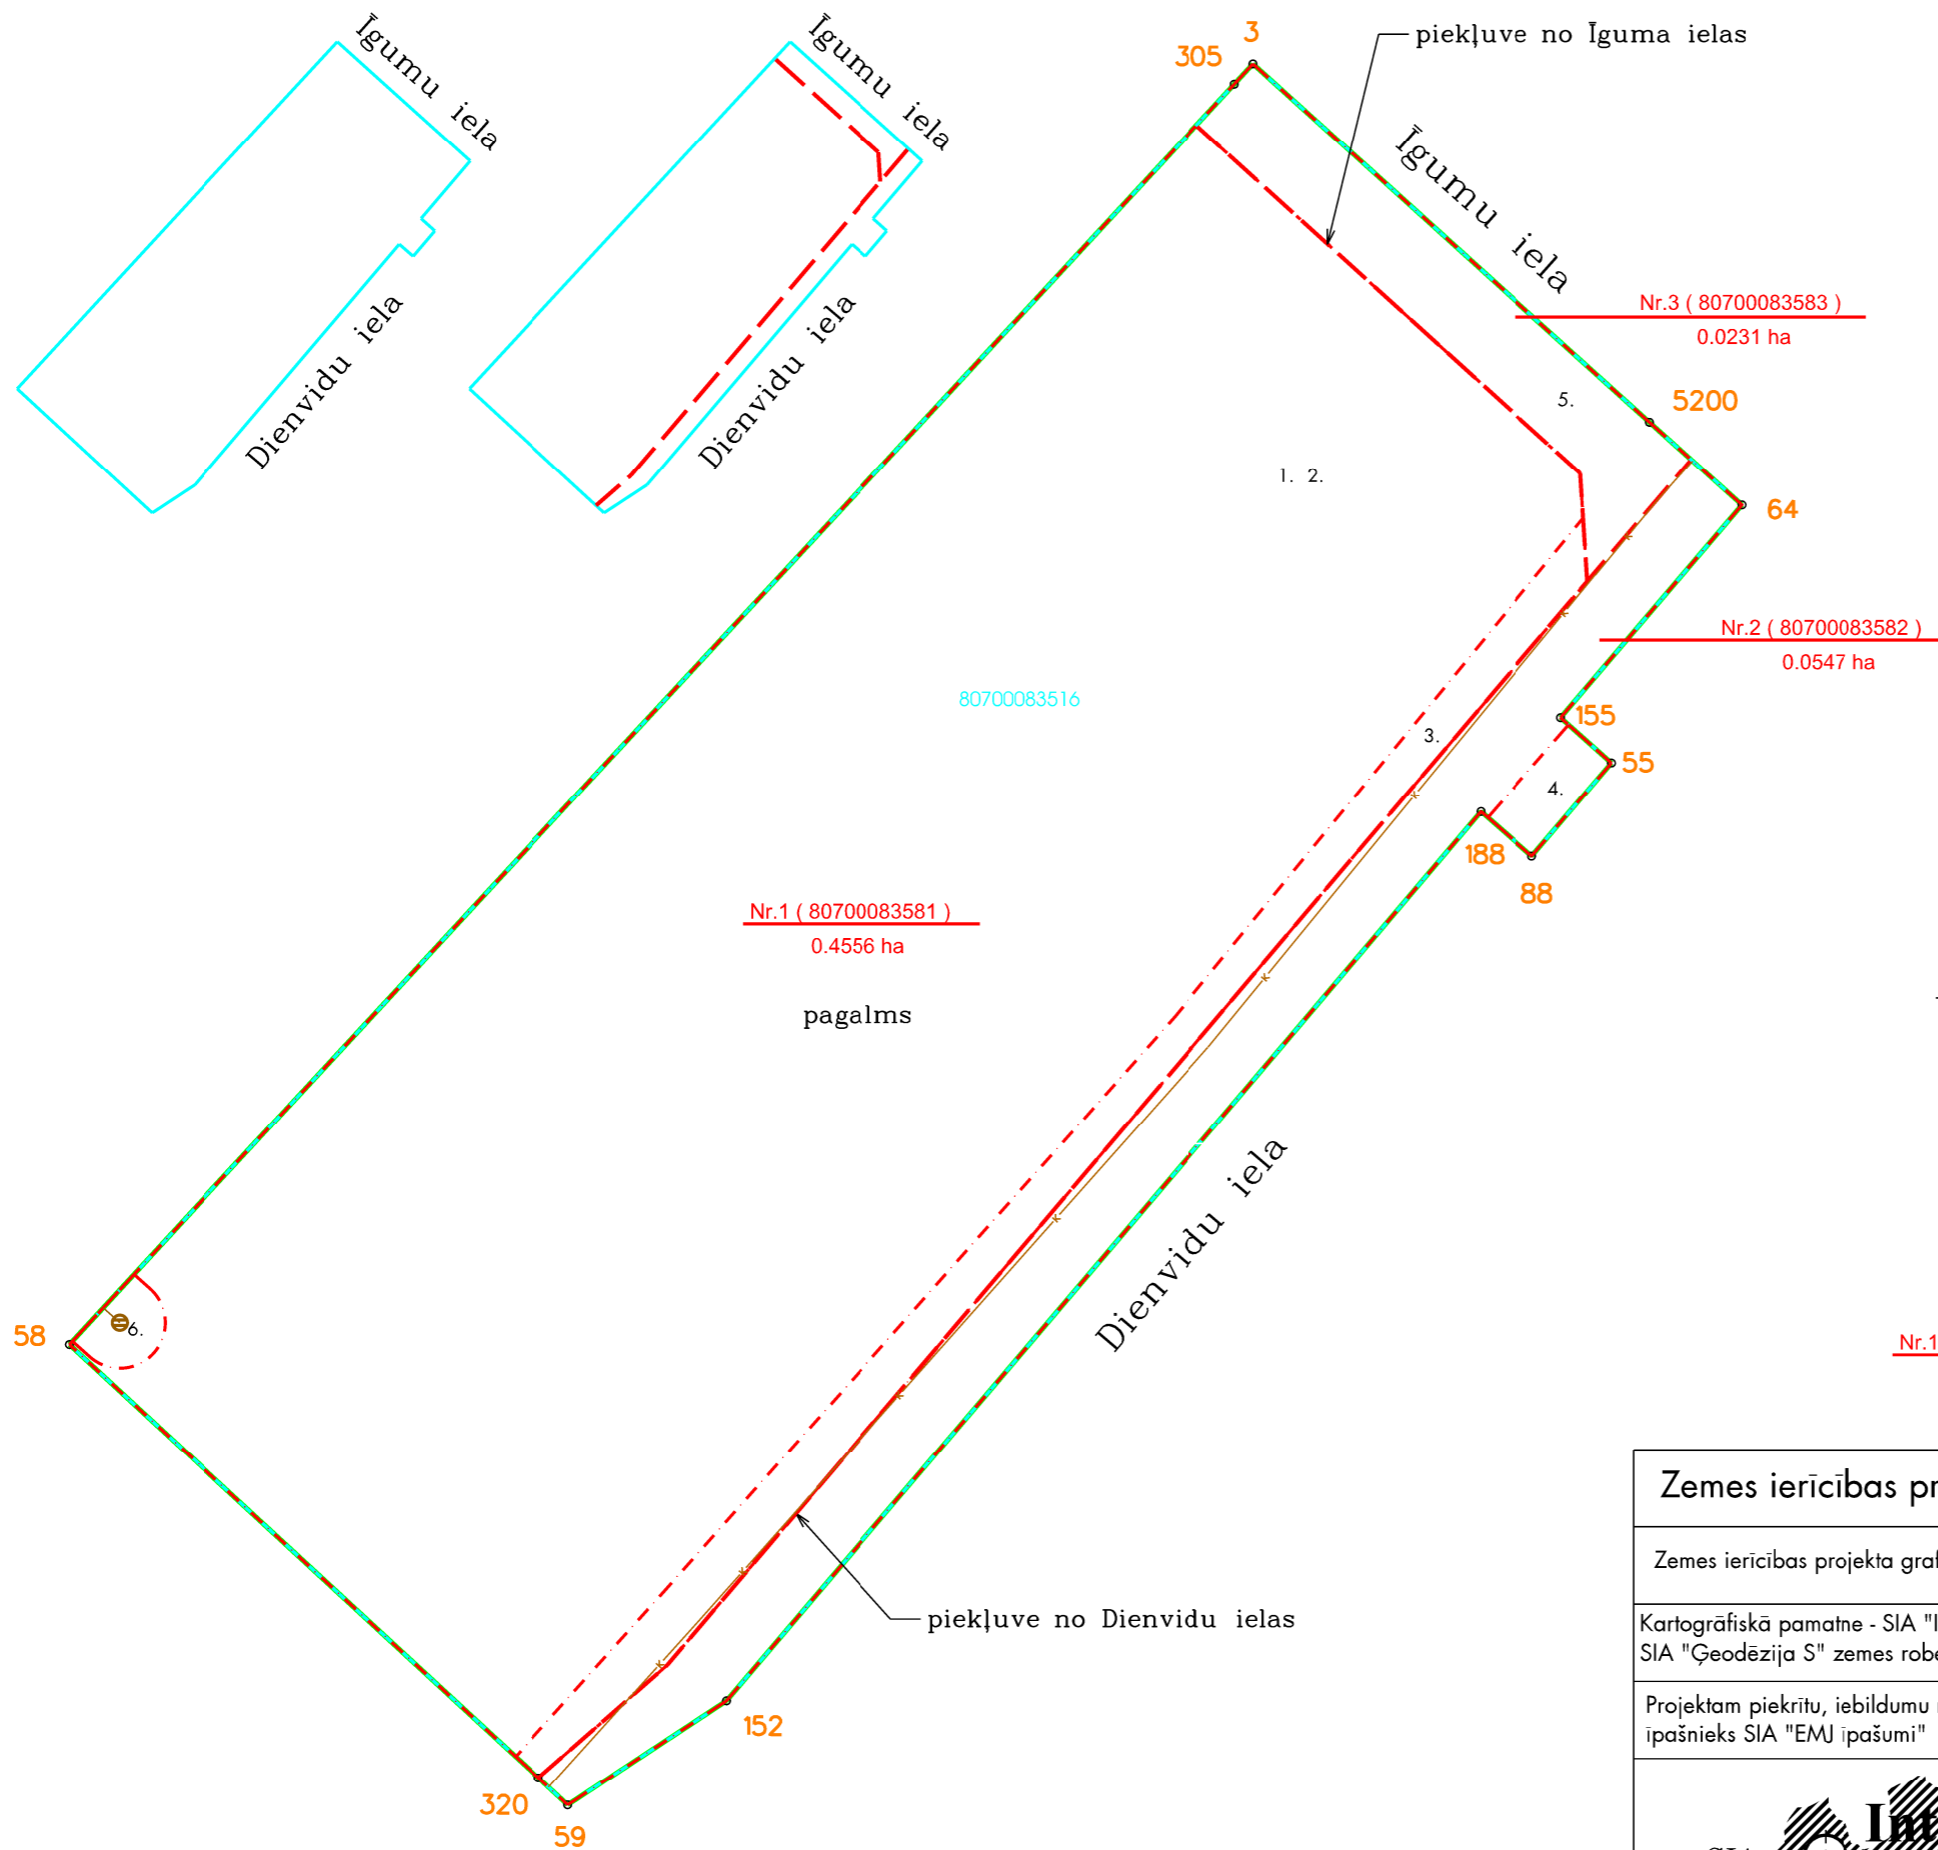 Īgumu iela
Dienvidu iela
Īgumu iela
Dienvidu iela
3
305
piekļuve no Īguma ielas
Īgumu iela
Nr.3 ( 80700083583 )
0.0231 ha
5.
5200
1. 2.
64
Nr.2 ( 80700083582 )
0.0547 ha
80700083516
155
3.
55
4.
188
88
Nr.1 ( 80700083581 )
0.4556 ha
pagalms
Dienvidu iela
58
6.
Nr.1
piekļuve no Dienvidu ielas
152
320
59
Zemes ierīcības
Zemes ierīcības projekta
Kartogrāfiskā pamatne - SIA
SIA "Ģeodēzija S" zemes
Projektam piekrītu, iebildumu
īpašnieks SIA "EMJ īpašumi"